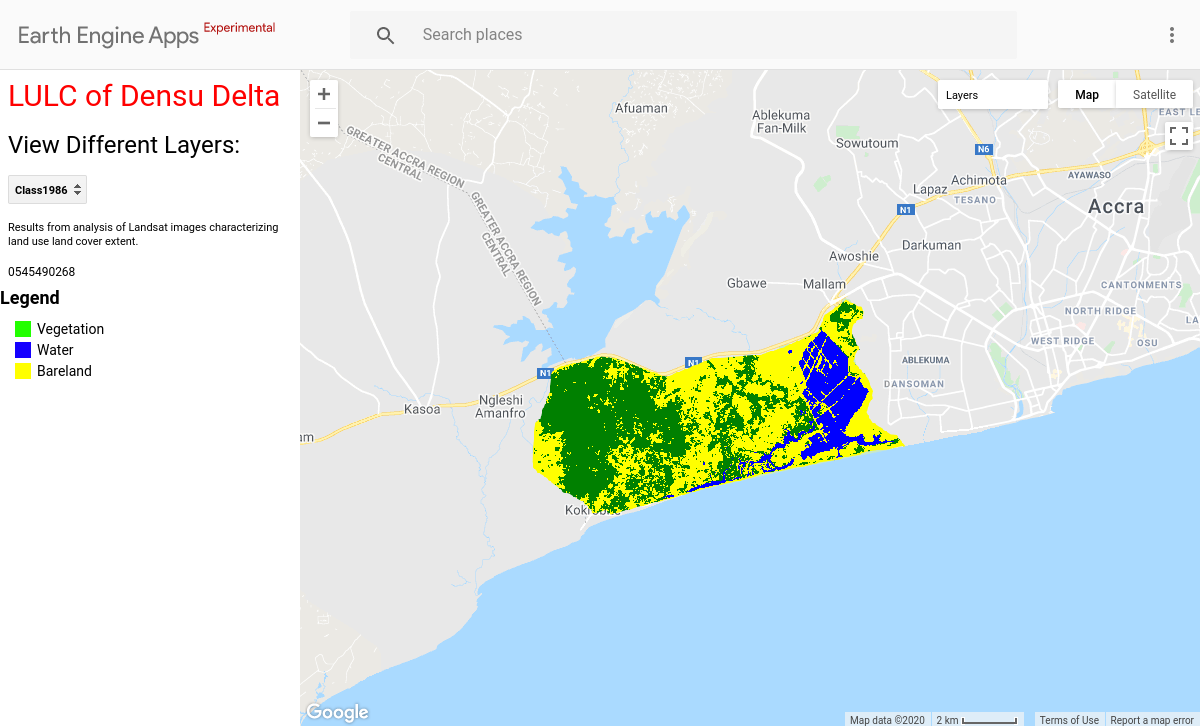 Earth Engine Apps Experimental
Search places
LULC of Densu Delta
View Different Layers:
Class1986
Results from analysis of Landsat images characterizing
land use land cover extent.
0545490268
Legend
Vegetation
Water
Bareland
+
−
Layers
Map
Satellite
Afuaman
Ablekuma
Fan-Milk
Sowutoum
N6
EAST LE
GREATER ACCRA REGION
CENTRAL
Achimota
AYAWASO
Lapaz
TESANO
N1
Accra
GREATER ACCRA REGION
CENTRAL
Darkuman
Awoshie
Gbawe
Mallam
CANTONMENTS
NORTH RIDGE
LA
WEST RIDGE
OSU
ABLEKUMA
N1
N1
DANSOMAN
Ngleshi
Amanfro
Kasoa
am
Google
Map data ©2020
2 km
Terms of Use
Report a map error